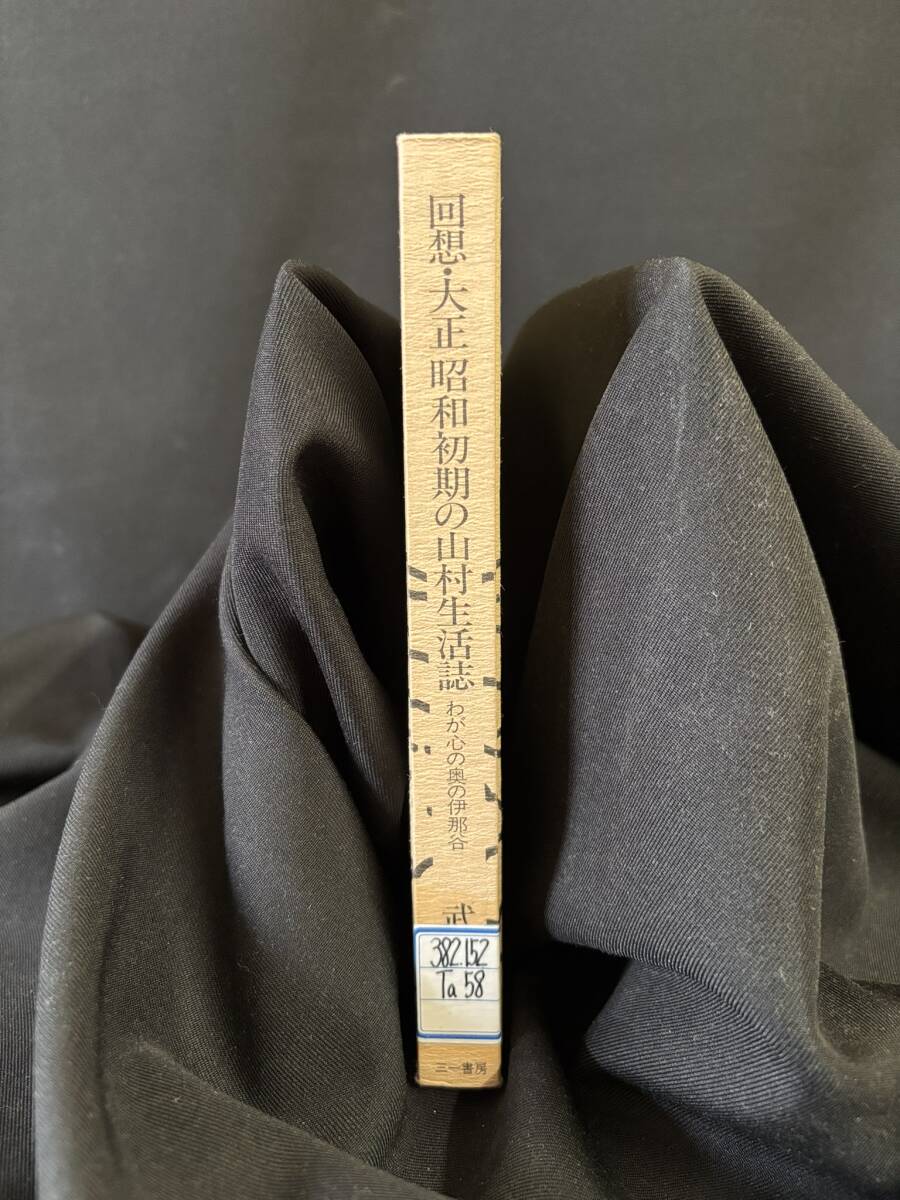 回想・大正昭和初期の山村生活誌
わが心の奥の伊那谷
武
382.152
Ta 58
三一書房